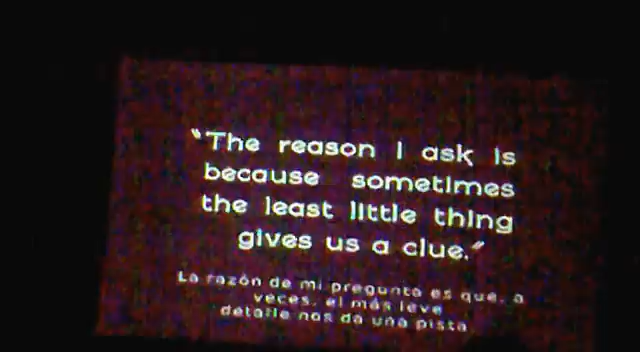 "The reason I ask is
because sometimes
the least little thing
gives us a clue."
La razón de mi pregunta es que, a
veces, el más leve
detalle nos da una pista